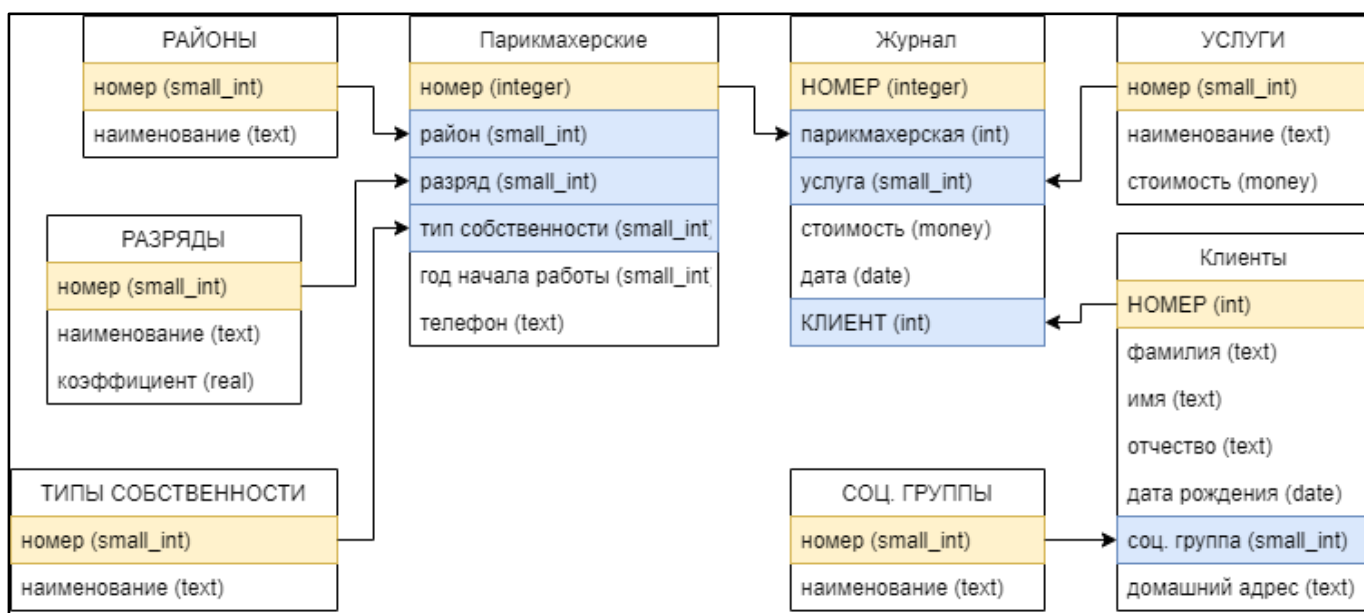 РАЙОНЫ
номер (small_int)
наименование (text)
РАЗРЯДЫ
номер (small_int)
наименование (text)
коэффициент (real)
ТИПЫ СОБСТВЕННОСТИ
номер (small_int)
наименование (text)
Парикмахерские
номер (integer)
район (small_int)
разряд (small_int)
тип собственности (small_int)
год начала работы (small_int)
телефон (text)
Журнал
НОМЕР (integer)
парикмахерская (int)
услуга (small_int)
стоимость (money)
дата (date)
КЛИЕНТ (int)
СОЦ. ГРУППЫ
номер (small_int)
наименование (text)
УСЛУГИ
номер (small_int)
наименование (text)
стоимость (money)
Клиенты
НОМЕР (int)
фамилия (text)
имя (text)
отчество (text)
дата рождения (date)
соц. группа (small_int)
домашний адрес (text)